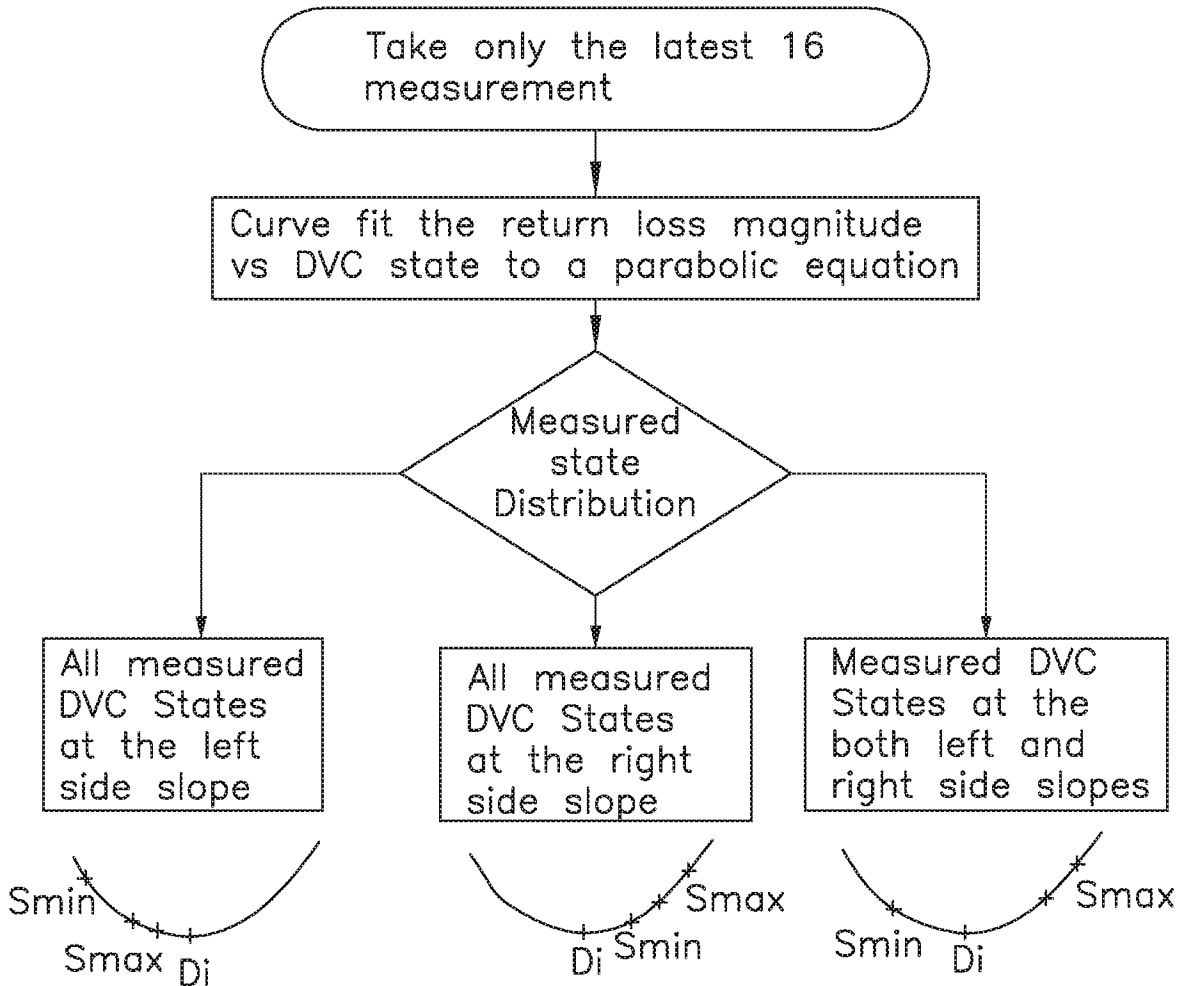 Take only the latest 16
measurement
Curve fit the return loss magnitude
vs DVC state to a parabolic equation
Measured
state
Distribution
All measured
DVC States
at the left
side slope
All measured
DVC States
at the right
side slope
Measured DVC
States at the
both left and
right side slopes
Smin
Smax Di
Smax
Di Smin
Smax
Smin Di